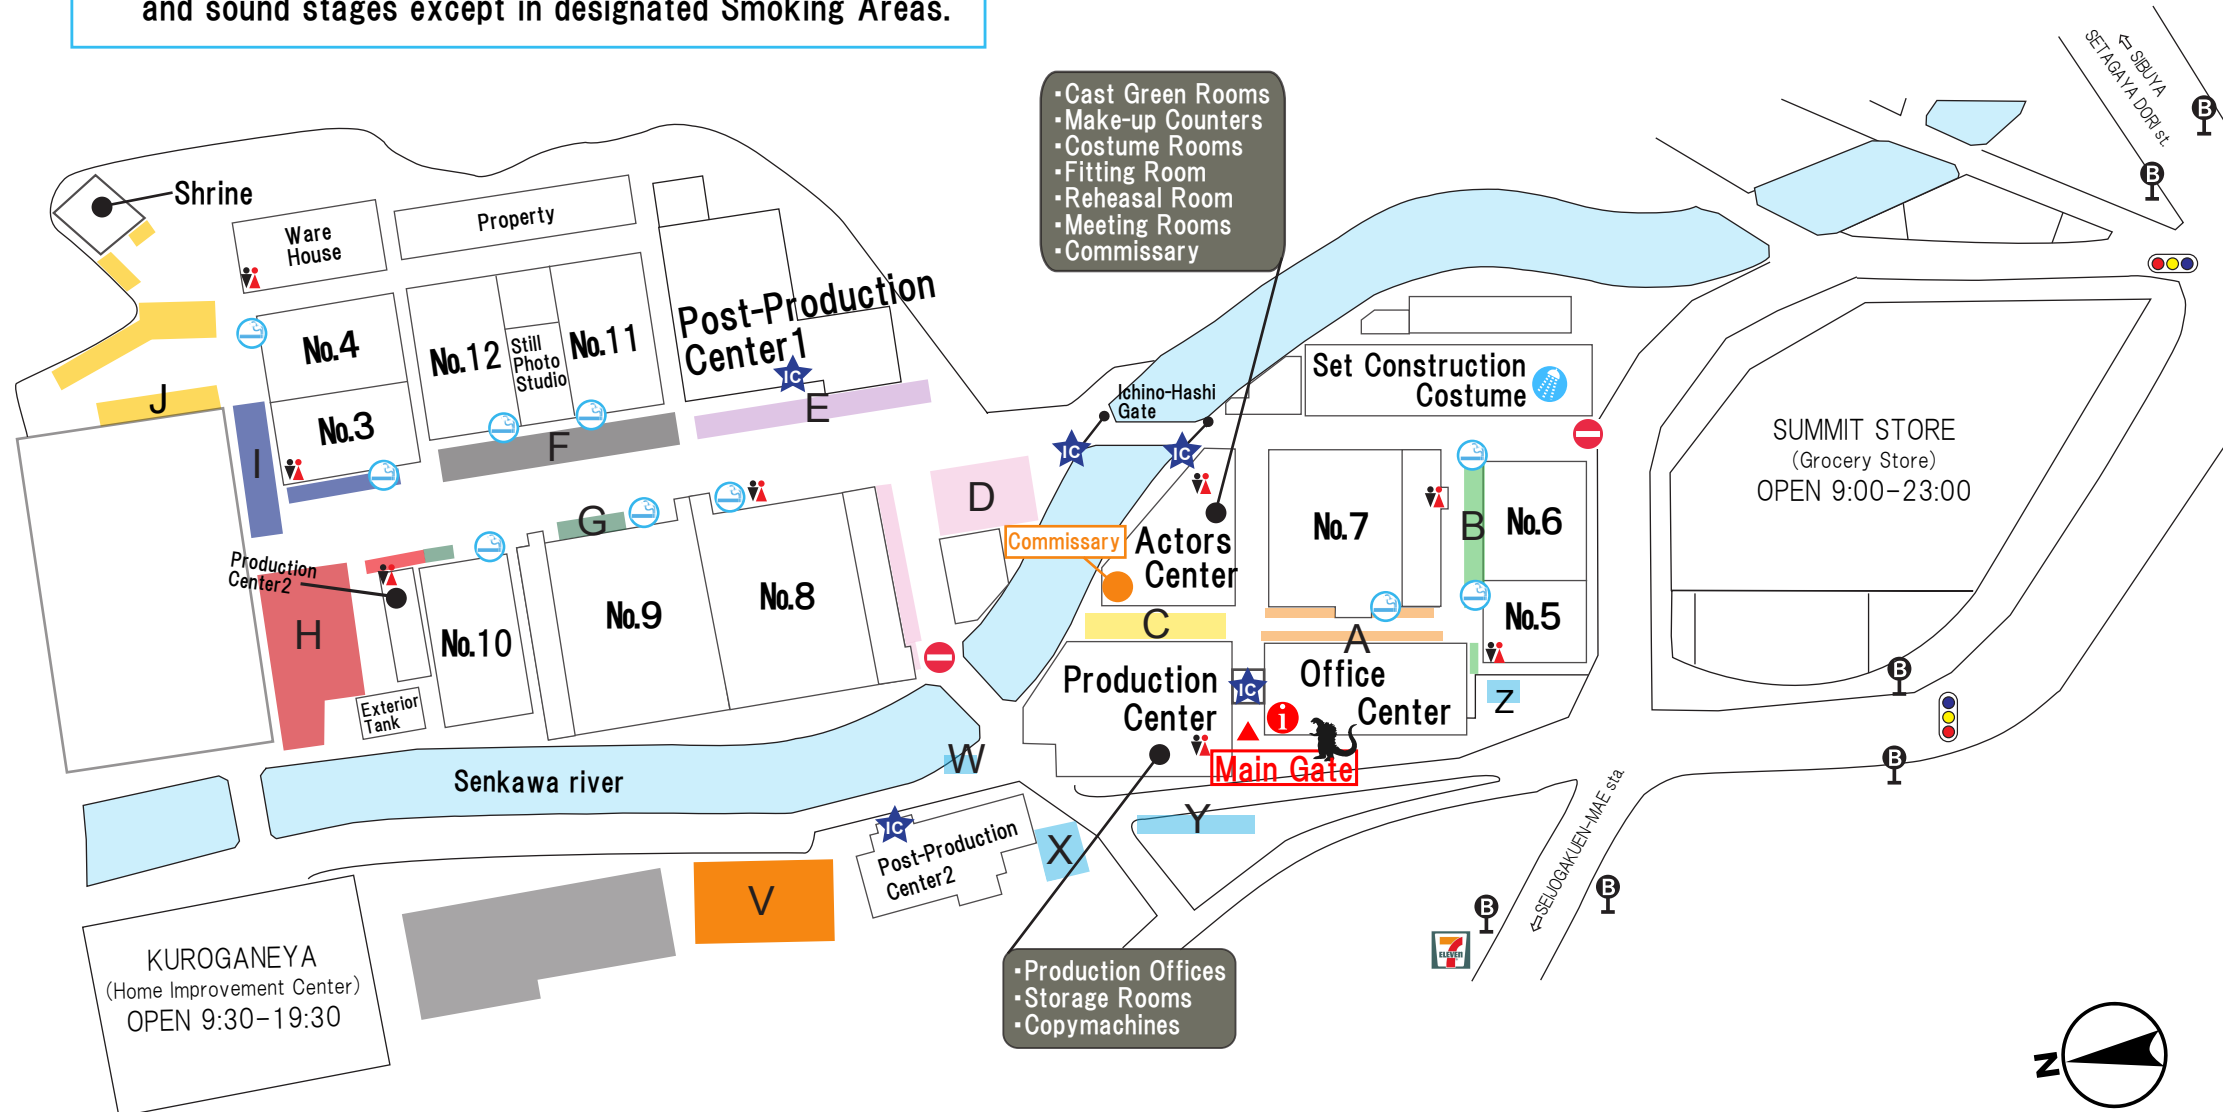 and sound stages except in designated Smoking Areas.
⇦ SIBUYA
SETAGAYA DORI st.
B
B
▪Cast Green Rooms
▪Make-up Counters
▪Costume Rooms
▪Fitting Room
▪Reheasal Room
▪Meeting Rooms
▪Commissary
Shrine
Ware
House
Property
Post-Production
Center1
IC
No.4
No.12
Still
Photo
Studio
No.11
Ichino-Hashi
Gate
Set Construction
Costume
J
E
No.3
F
I
IC
IC
SUMMIT STORE
(Grocery Store)
OPEN 9:00-23:00
D
G
No.7
B
No.6
Commissary
Actors
Center
Production
Center2
H
No.10
No.9
No.8
C
A
No.5
Exterior
Tank
Production
Center
IC
i
Office
Center
Z
B
Main Gate
W
B
Senkawa river
Y
IC
Post-Production
Center2
X
⇦SEIJOGAKUEN-MAE sta.
V
B
B
7
ELEVEN
KUROGANEYA
(Home Improvement Center)
OPEN 9:30-19:30
▪Production Offices
▪Storage Rooms
▪Copymachines
N